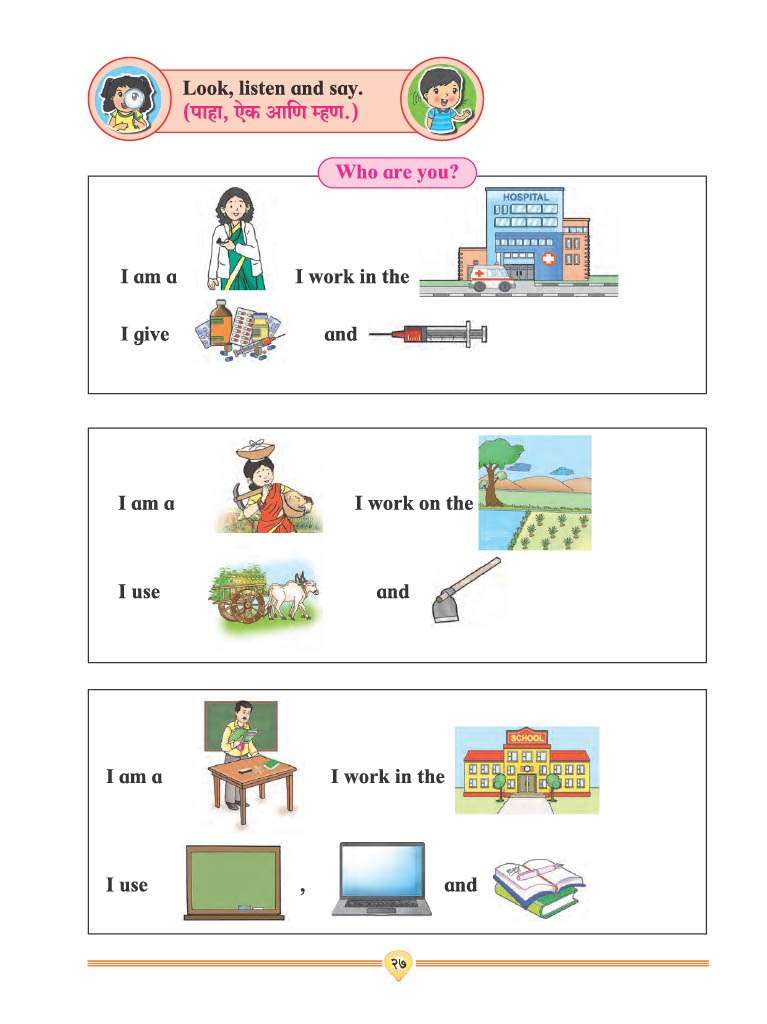 Look, listen and say.
(पाहा, ऐक आणि म्हण.)
Who are you?
HOSPITAL
I am a I work in the
I give and
I am a I work on the
I use and
SCHOOL
I am a I work in the
I use , and
२७